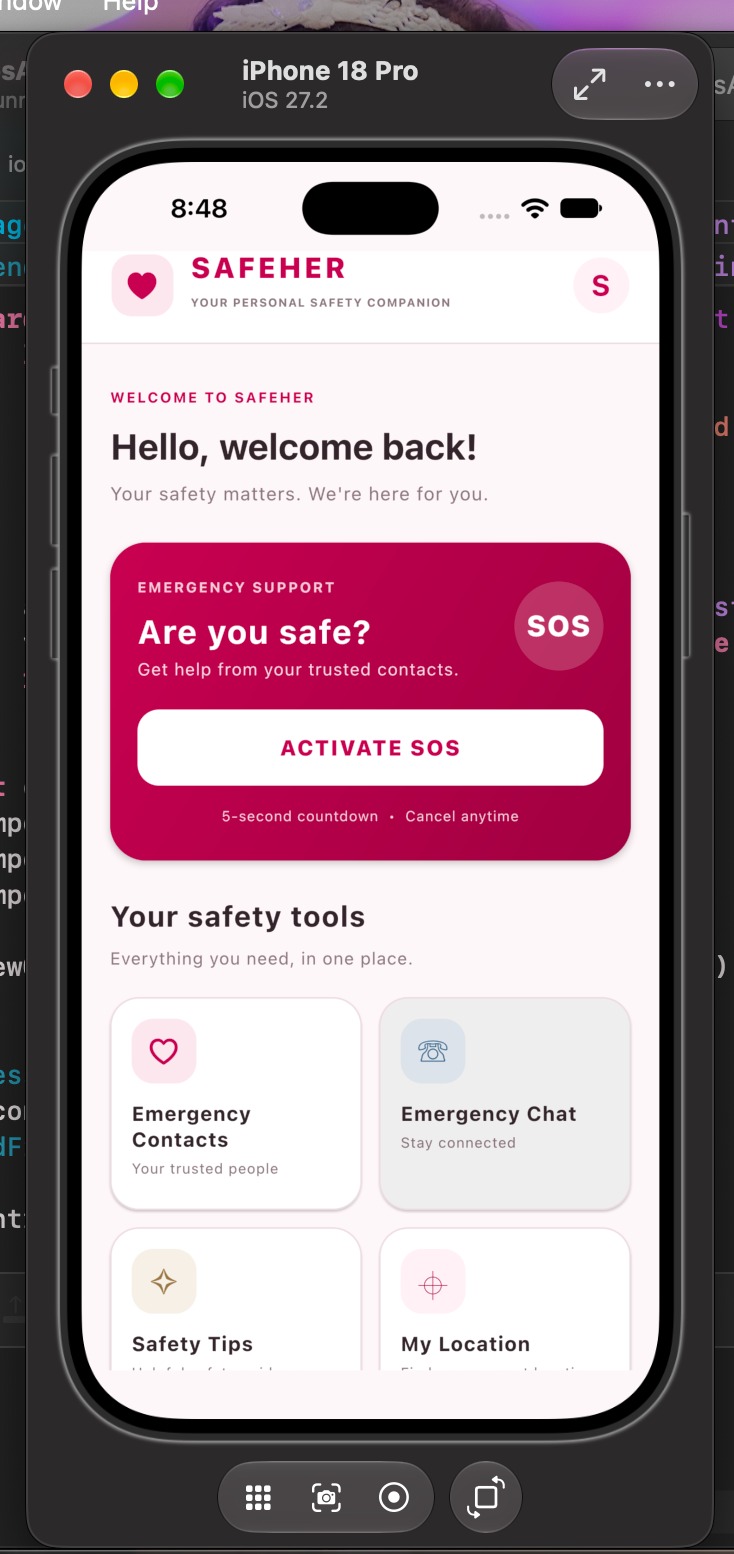 Help
iPhone 18 Pro
iOS 27.2
8:48
SAFEHER
YOUR PERSONAL SAFETY COMPANION
S
WELCOME TO SAFEHER
Hello, welcome back!
Your safety matters. We're here for you.
EMERGENCY SUPPORT
Are you safe?
Get help from your trusted contacts.
SOS
ACTIVATE SOS
5-second countdown • Cancel anytime
Your safety tools
Everything you need, in one place.
Emergency
Contacts
Your trusted people
Emergency Chat
Stay connected
Safety Tips
My Location